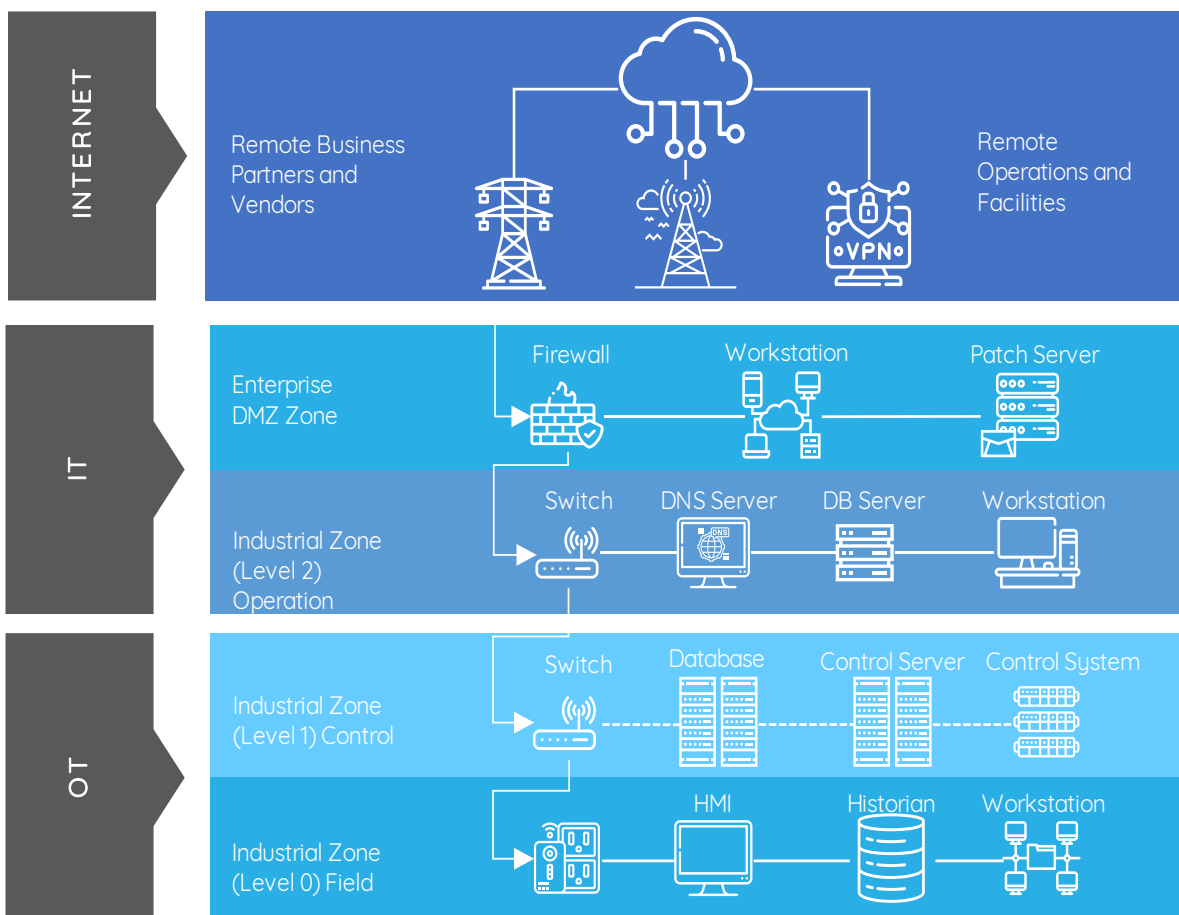 INTERNET
Remote Business
Partners and
Vendors
Remote
Operations and
Facilities
VPN
IT
Enterprise
DMZ Zone
Firewall
Workstation
Patch Server
Industrial Zone
(Level 2)
Operation
Switch
DNS Server
DNS
DB Server
Workstation
OT
Industrial Zone
(Level 1) Control
Switch
Database
Control Server
Control System
Industrial Zone
(Level 0) Field
HMI
Historian
Workstation